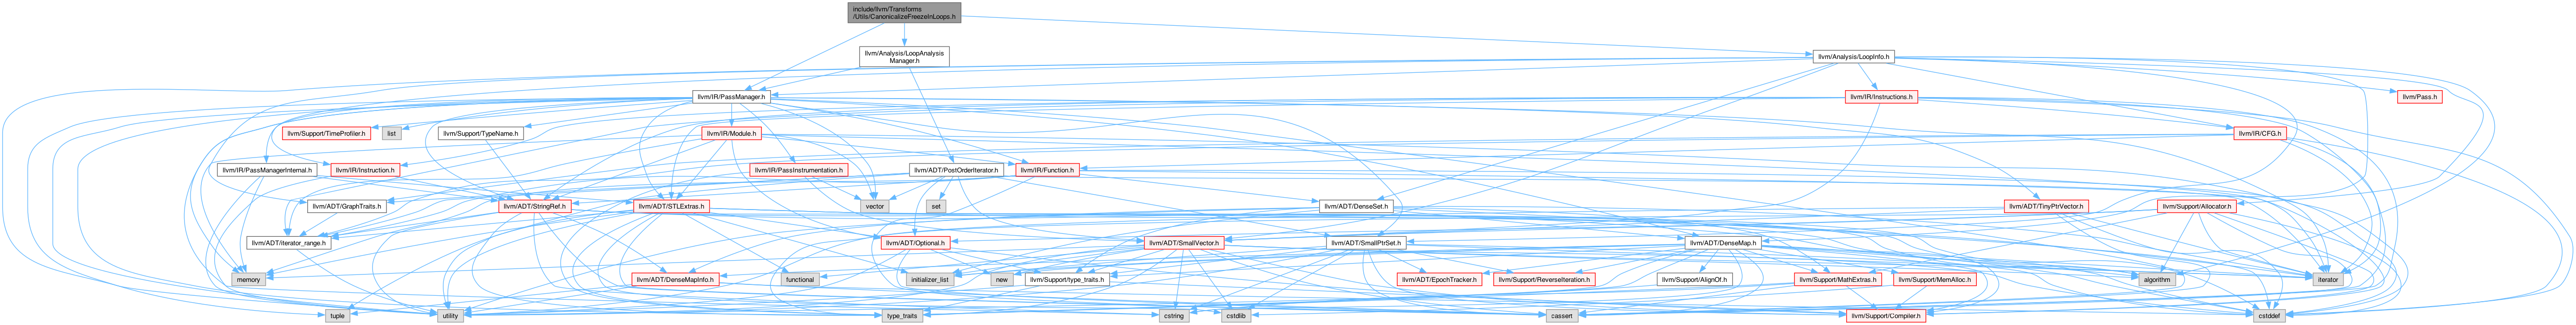 include/llvm/Transforms
/Utils/CanonicalizeFreezeInLoops.h
llvm/Analysis/LoopAnalysis
Manager.h
llvm/Analysis/LoopInfo.h
llvm/IR/PassManager.h
llvm/IR/Instructions.h
llvm/Pass.h
llvm/Support/TimeProfiler.h
list
llvm/Support/TypeName.h
llvm/IR/Module.h
llvm/IR/CFG.h
llvm/IR/PassManagerInternal.h
llvm/IR/Instruction.h
llvm/IR/PassInstrumentation.h
llvm/ADT/PostOrderIterator.h
llvm/IR/Function.h
llvm/ADT/GraphTraits.h
llvm/ADT/StringRef.h
llvm/ADT/STLExtras.h
vector
set
llvm/ADT/DenseSet.h
llvm/ADT/TinyPtrVector.h
llvm/Support/Allocator.h
llvm/ADT/iterator_range.h
llvm/ADT/Optional.h
llvm/ADT/SmallVector.h
llvm/ADT/SmallPtrSet.h
llvm/ADT/DenseMap.h
memory
llvm/ADT/DenseMapInfo.h
functional
initializer_list
new
llvm/Support/type_traits.h
llvm/ADT/EpochTracker.h
llvm/Support/ReverseIteration.h
llvm/Support/AlignOf.h
llvm/Support/MathExtras.h
llvm/Support/MemAlloc.h
algorithm
iterator
tuple
utility
type_traits
cstring
cstdlib
cassert
llvm/Support/Compiler.h
cstddef